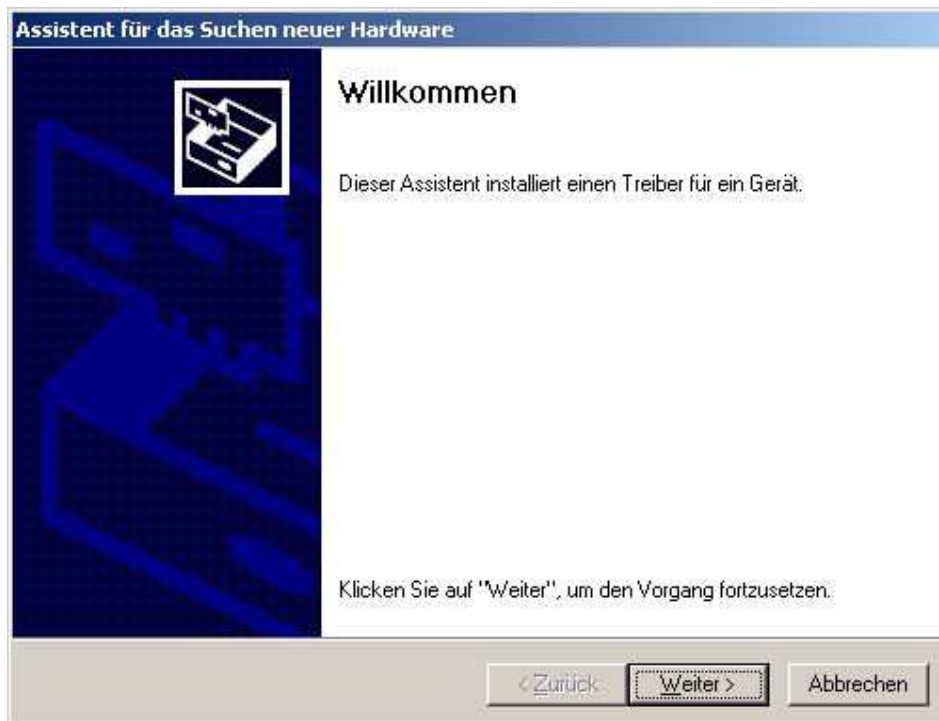 Assistent für das Suchen neuer Hardware
Willkommen
Dieser Assistent installiert einen Treiber für ein Gerät.
Klicken Sie auf "Weiter", um den Vorgang fortzusetzen.
< Zurück
Weiter >
Abbrechen